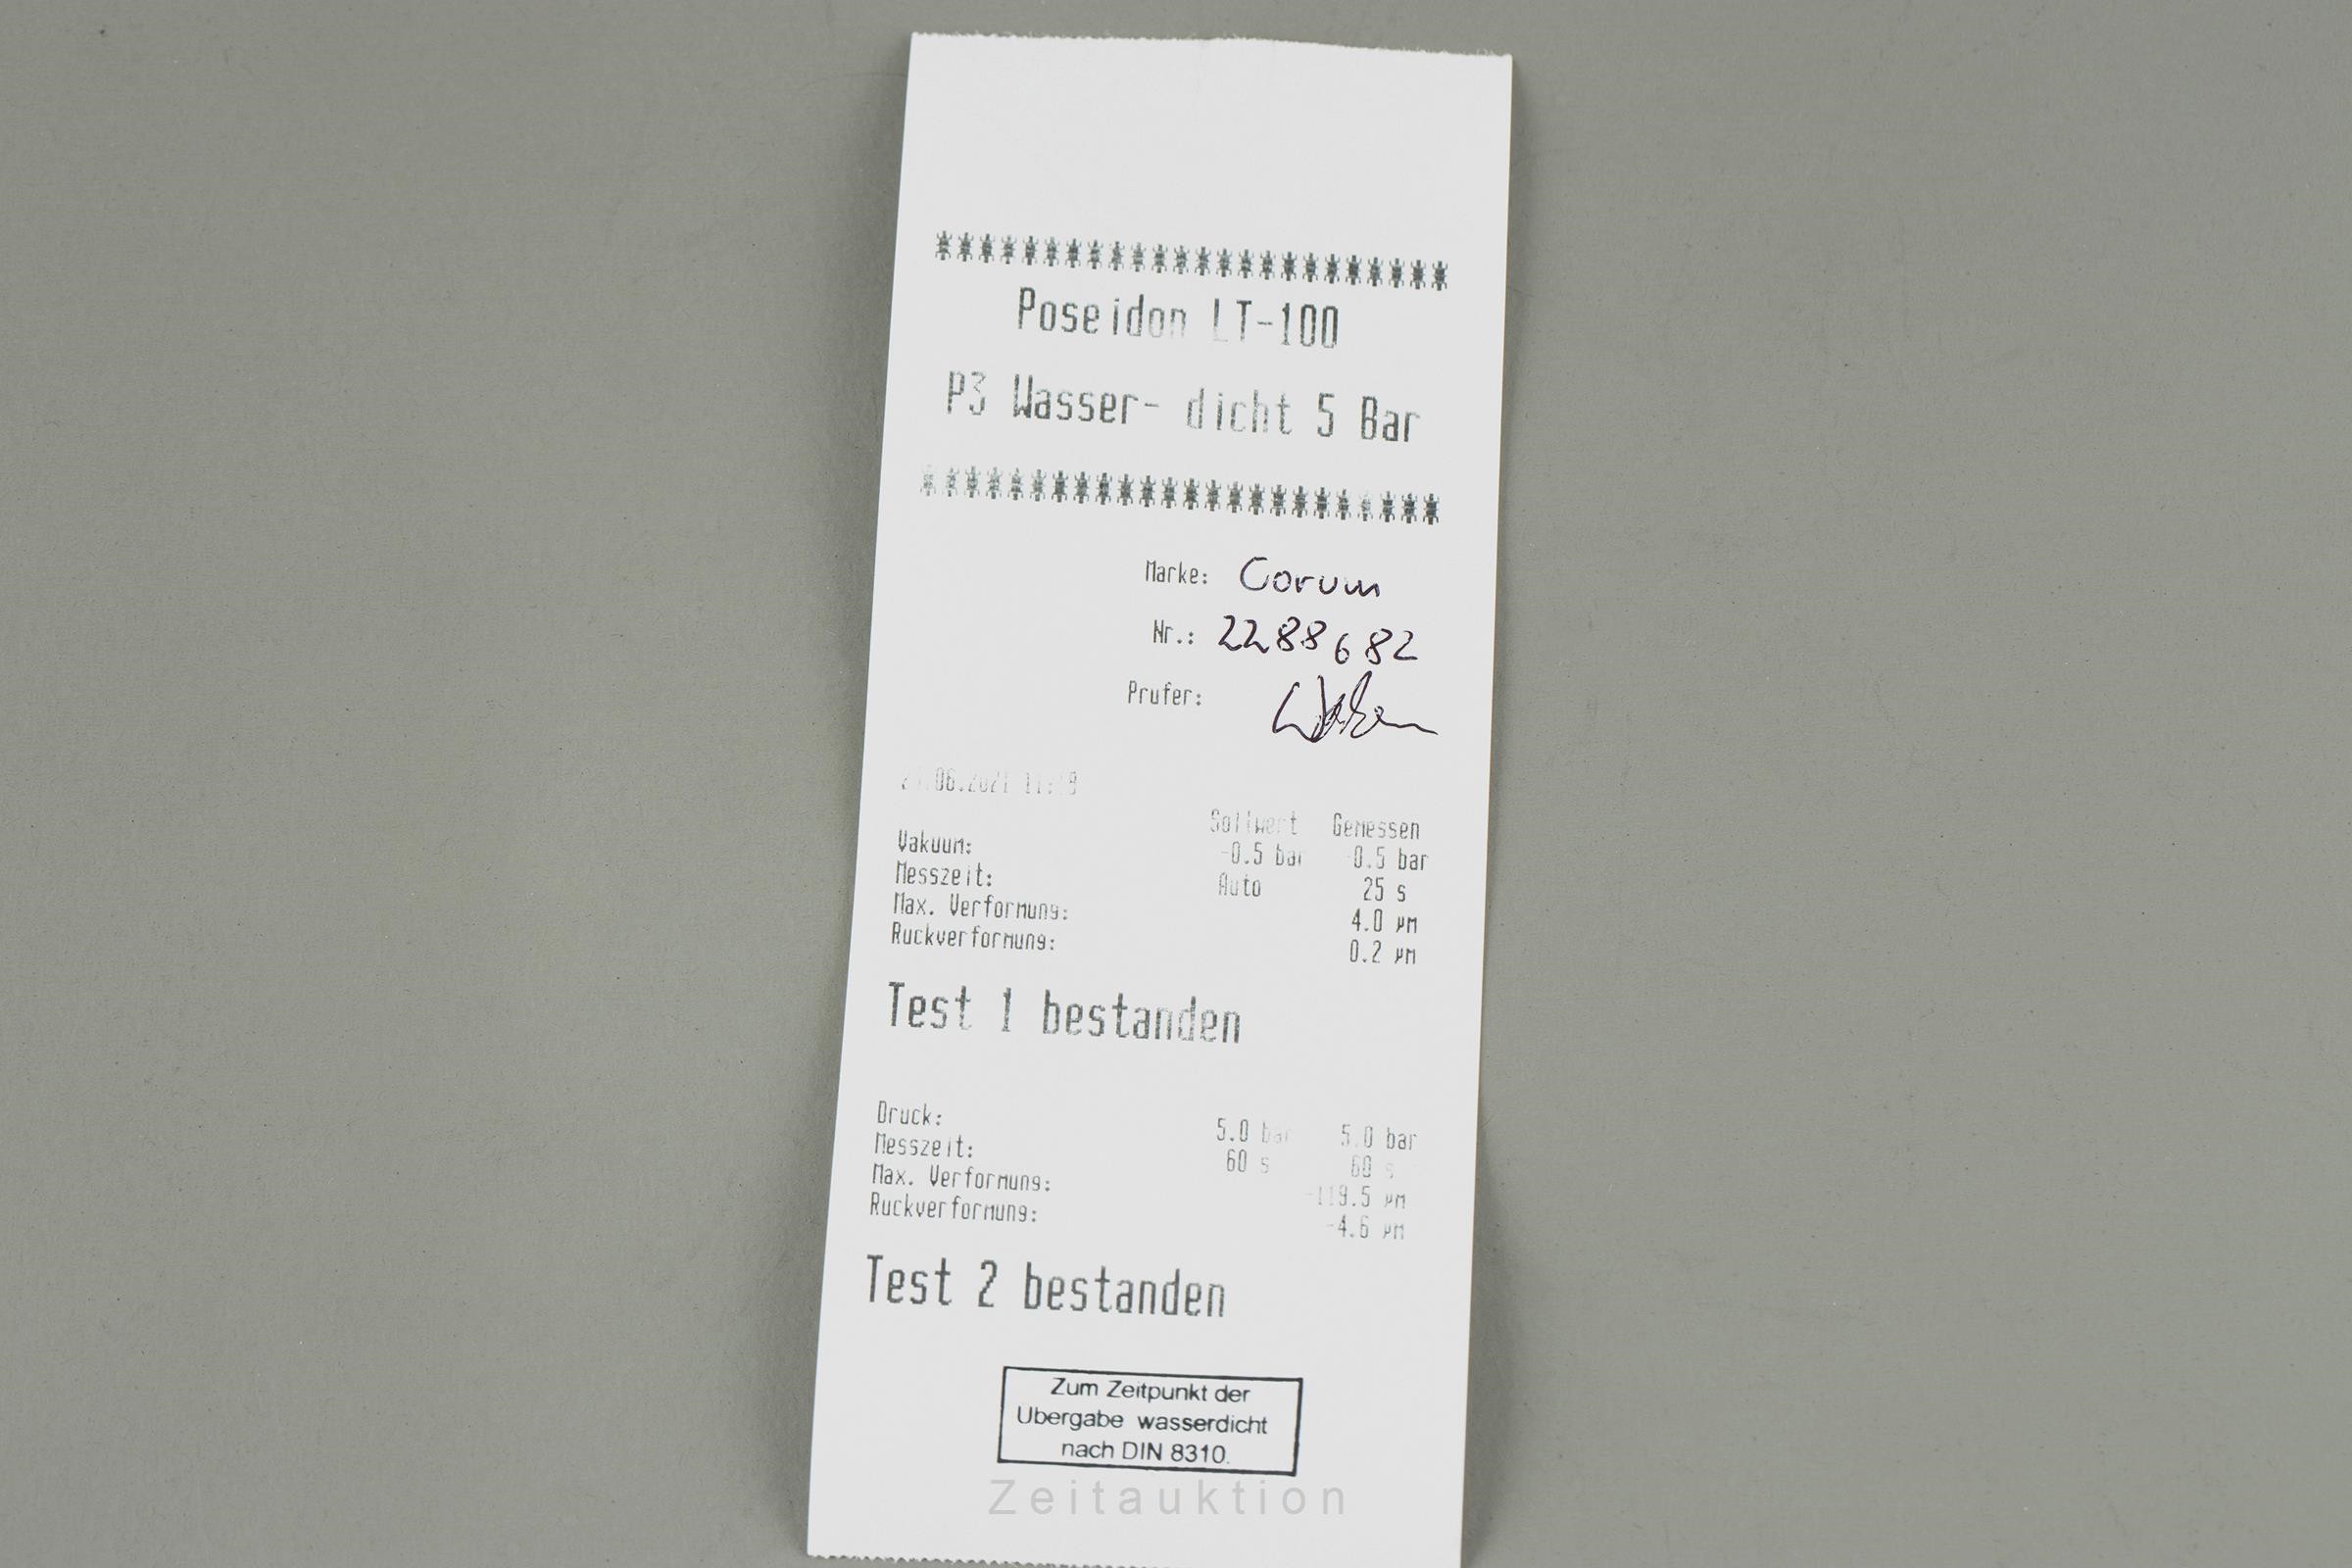 ************************
Poseidon LT-100
P3 Wasser- dicht 5 Bar
************************
Marke: Corum
Nr.: 2288682
Prufer:
Sollwert Gemessen
Vakuum: -0.5 bar -0.5 bar
Messzeit: Auto 25 s
Max. Verformung: 4.0 µm
Ruckverformung: 0.2 µm
Test 1 bestanden
Druck: 5.0 bar 5.0 bar
Messzeit: 60 s 60 s
Max. Verformung: -119.5 µm
Ruckverformung: -4.6 µm
Test 2 bestanden
Zum Zeitpunkt der
Übergabe wasserdicht
nach DIN 8310.
Zeitauktion